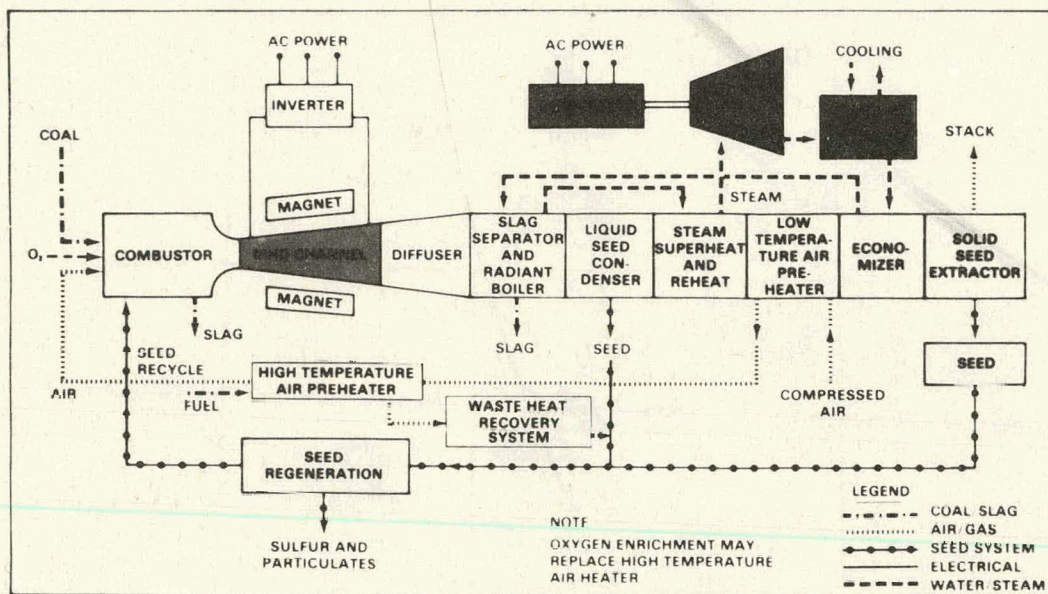 AC POWER
AC POWER
COOLING
INVERTER
COAL
STACK
MAGNET
STEAM
O₂
COMBUSTOR
MHD CHANNEL
DIFFUSER
SLAG
SEPARATOR
AND
RADIANT
BOILER
LIQUID
SEED
CON-
DENSER
STEAM
SUPERHEAT
AND
REHEAT
LOW
TEMPERA-
TURE AIR
PRE-
HEATER
ECONO-
MIZER
SOLID
SEED
EXTRACTOR
MAGNET
SLAG
SLAG
SEED
SEED
SEED
RECYCLE
HIGH TEMPERATURE
AIR PREHEATER
AIR
FUEL
COMPRESSED
AIR
WASTE HEAT
RECOVERY
SYSTEM
SEED
REGENERATION
SULFUR AND
PARTICULATES
NOTE
OXYGEN ENRICHMENT MAY
REPLACE HIGH TEMPERATURE
AIR HEATER
LEGEND
COAL/SLAG
AIR/GAS
SEED SYSTEM
ELECTRICAL
WATER/STEAM